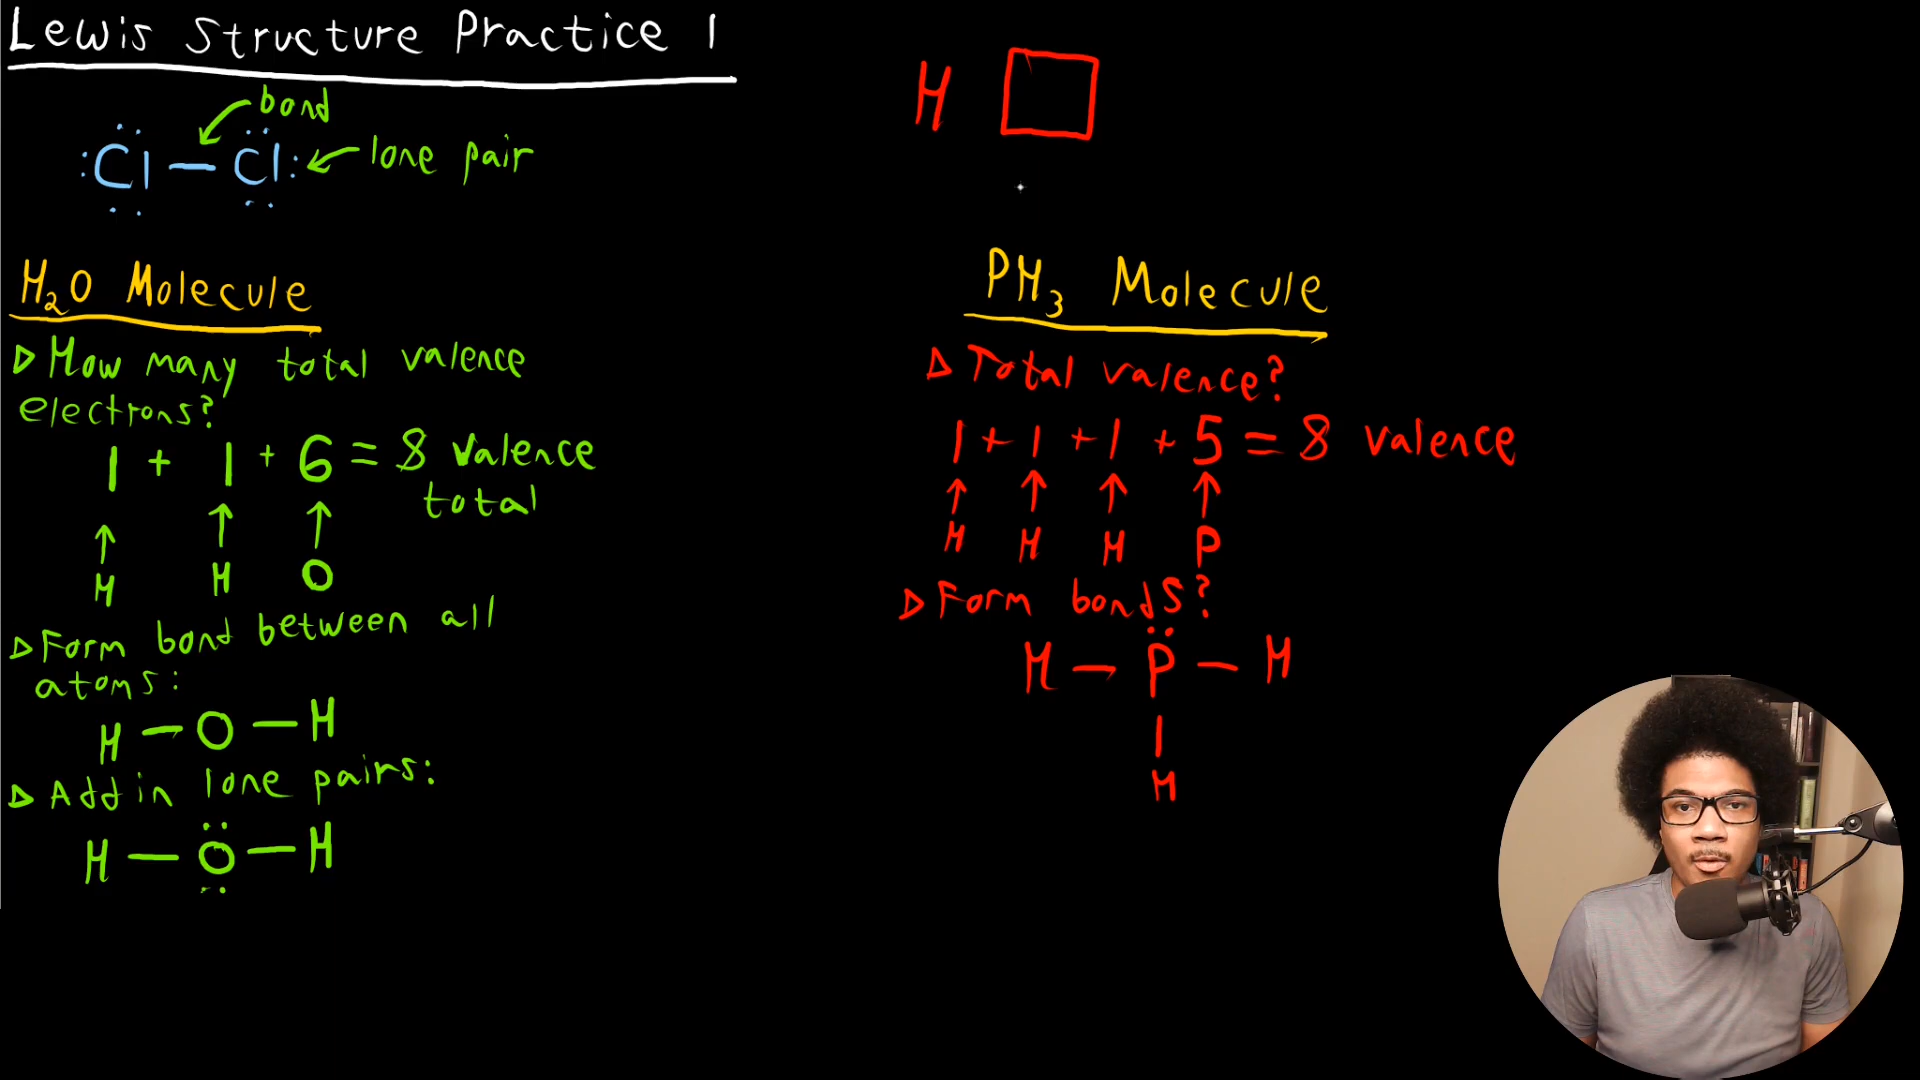 Lewis Structure Practice 1
bond
:Cl — Cl:
lone pair
H₂O Molecule
▷ How many total valence
electrons?
1 + 1 + 6 = 8 valence
total
↑ ↑ ↑
H H O
▷ Form bond between all
atoms:
H — O — H
▷ Add in lone pairs:
H — O — H
H □
PH₃ Molecule
▷ Total valence?
1 + 1 + 1 + 5 = 8 valence
↑ ↑ ↑ ↑
H H H P
▷ Form bonds?
H — P — H
|
H